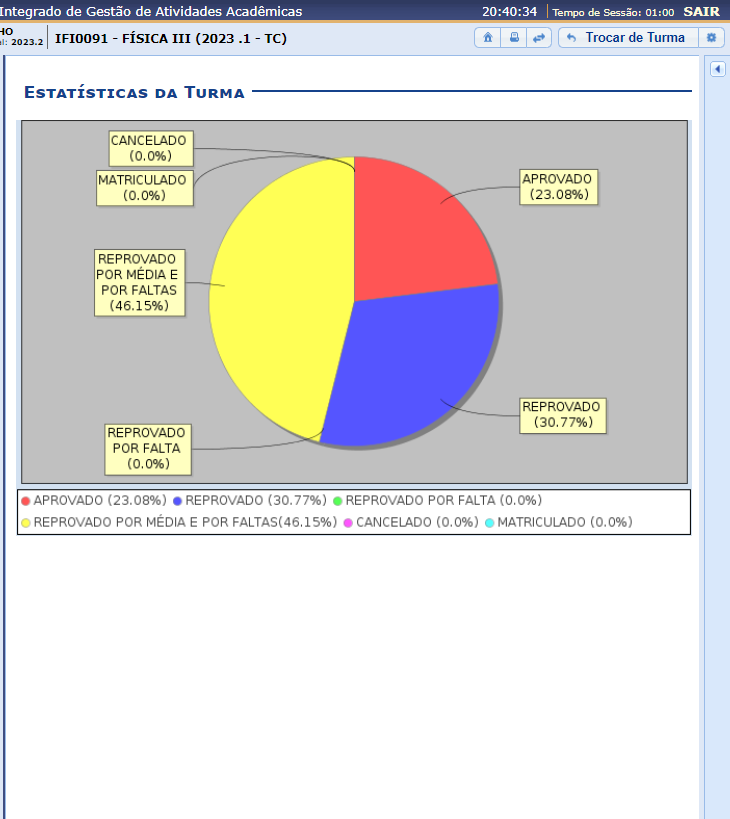 Integrado de Gestão de Atividades Acadêmicas 20:40:34 Tempo de Sessão: 01:00 SAIR
HO
el: 2023.2 IFI0091 - FÍSICA III (2023 .1 - TC) Trocar de Turma
ESTATÍSTICAS DA TURMA
CANCELADO
(0.0%)
MATRICULADO
(0.0%)
APROVADO
(23.08%)
REPROVADO
POR MÉDIA E
POR FALTAS
(46.15%)
REPROVADO
(30.77%)
REPROVADO
POR FALTA
(0.0%)
APROVADO (23.08%) REPROVADO (30.77%) REPROVADO POR FALTA (0.0%)
REPROVADO POR MÉDIA E POR FALTAS(46.15%) CANCELADO (0.0%) MATRICULADO (0.0%)